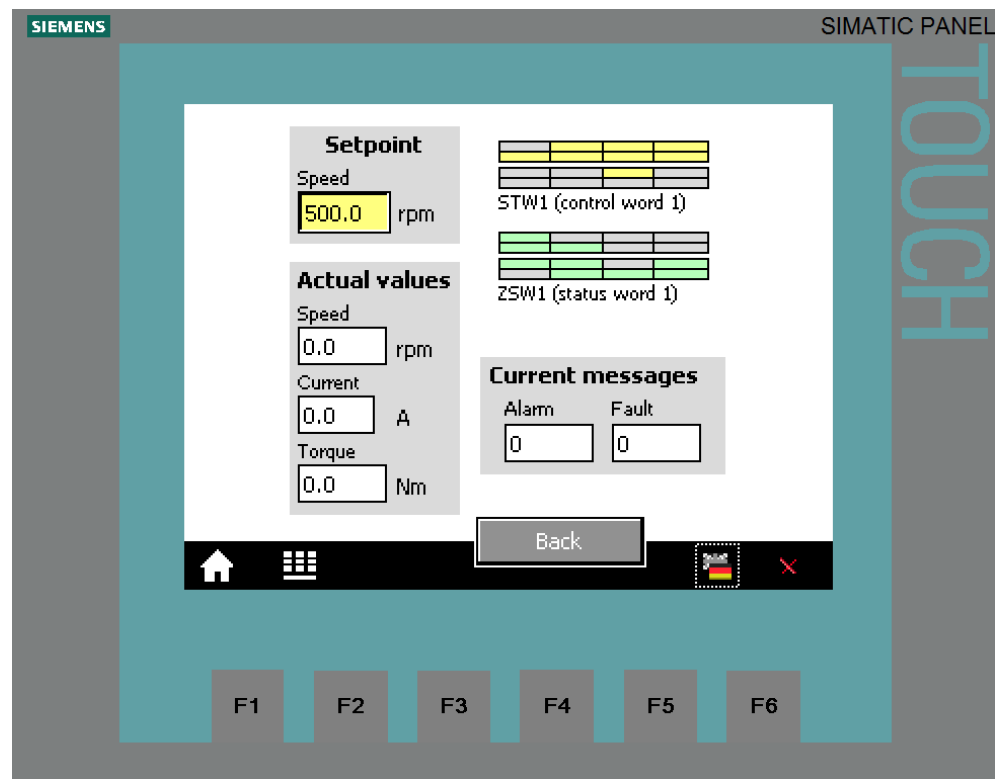 SIEMENS
SIMATIC PANEL
TOUCH
Setpoint
Speed
500.0 rpm
STW1 (control word 1)
ZSW1 (status word 1)
Actual values
Speed
0.0 rpm
Current
0.0 A
Torque
0.0 Nm
Current messages
Alarm Fault
0 0
Back
F1 F2 F3 F4 F5 F6